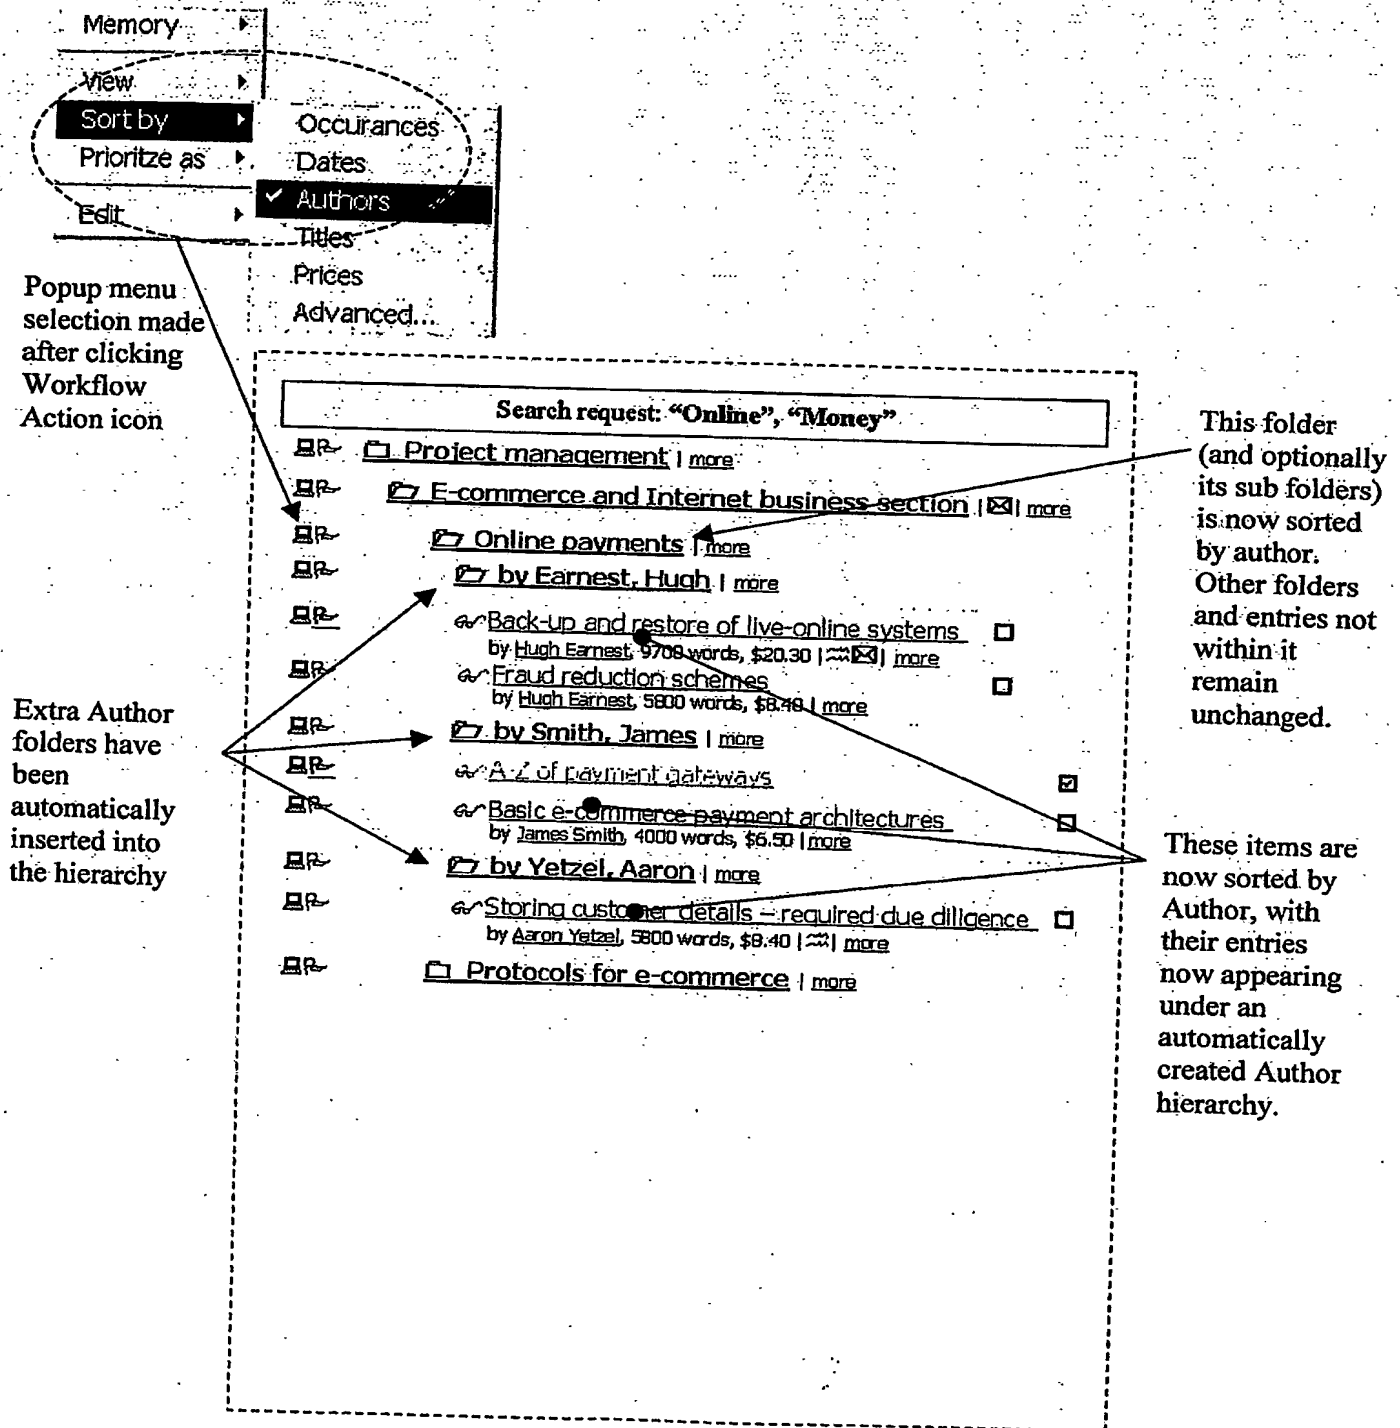 Memory
View
Sort by
Prioritze as
Edit
Occurances
Dates
Authors
Titles
Prices
Advanced...
Popup menu
selection made
after clicking
Workflow
Action icon
Search request: “Online”, “Money”
Project management | more
E-commerce and Internet business section | | more
Online payments | more
by Earnest, Hugh | more
Back-up and restore of live-online systems
by Hugh Earnest, 9700 words, $20.30 | | more
Fraud reduction schemes
by Hugh Earnest, 5800 words, $8.40 | more
by Smith, James | more
A-Z of payment gateways
Basic e-commerce payment architectures
by James Smith, 4000 words, $6.50 | more
by Yetzel, Aaron | more
Storing customer details – required due diligence
by Aaron Yetzel, 5800 words, $8.40 | | more
Protocols for e-commerce | more
This folder
(and optionally
its sub folders)
is now sorted
by author.
Other folders
and entries not
within it
remain
unchanged.
Extra Author
folders have
been
automatically
inserted into
the hierarchy
These items are
now sorted by
Author, with
their entries
now appearing
under an
automatically
created Author
hierarchy.